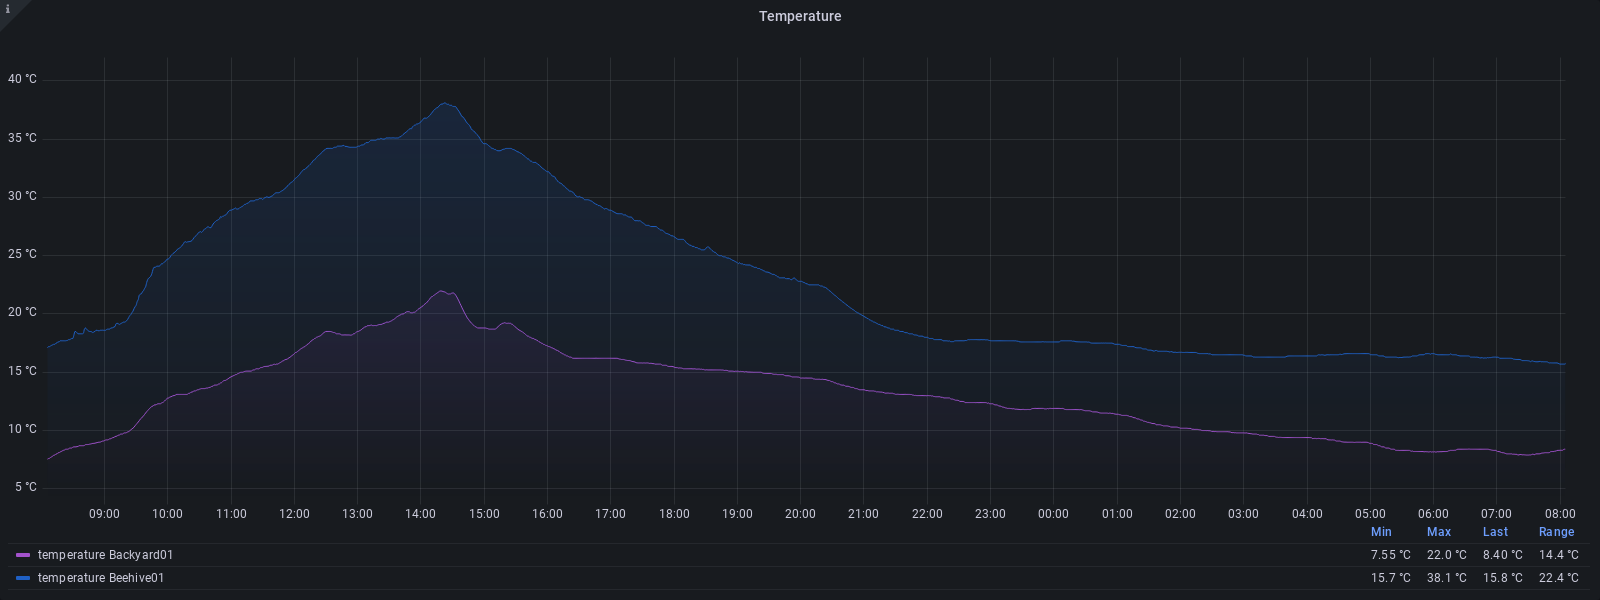 i
Temperature
40 °C
35 °C
30 °C
25 °C
20 °C
15 °C
10 °C
5 °C
09:00 10:00 11:00 12:00 13:00 14:00 15:00 16:00 17:00 18:00 19:00 20:00 21:00 22:00 23:00 00:00 01:00 02:00 03:00 04:00 05:00 06:00 07:00 08:00
Min Max Last Range
temperature Backyard01 7.55 °C 22.0 °C 8.40 °C 14.4 °C
temperature Beehive01 15.7 °C 38.1 °C 15.8 °C 22.4 °C